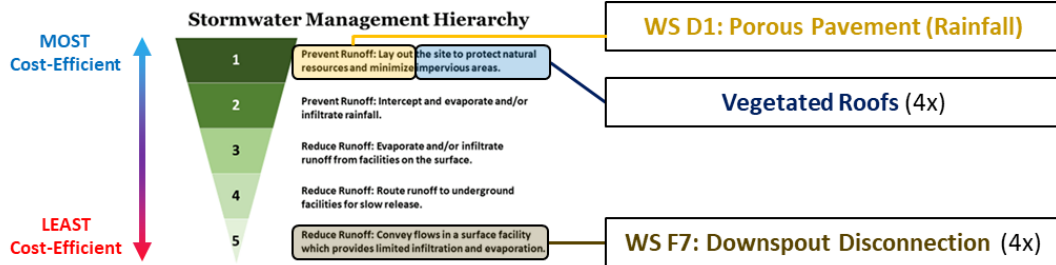 Stormwater Management Hierarchy
MOST
Cost-Efficient
1
Prevent Runoff: Lay out the site to protect natural
resources and minimize impervious areas.
2
Prevent Runoff: Intercept and evaporate and/or
infiltrate rainfall.
3
Reduce Runoff: Evaporate and/or infiltrate
runoff from facilities on the surface.
4
Reduce Runoff: Route runoff to underground
facilities for slow release.
LEAST
Cost-Efficient
5
Reduce Runoff: Convey flows in a surface facility
which provides limited infiltration and evaporation.
WS D1: Porous Pavement (Rainfall)
Vegetated Roofs (4x)
WS F7: Downspout Disconnection (4x)